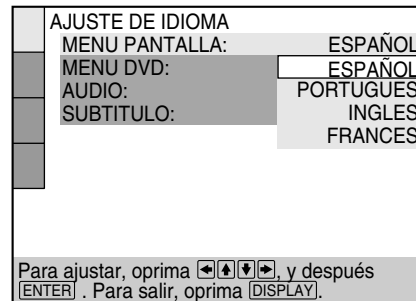 AJUSTE DE IDIOMA
MENU PANTALLA: ESPAÑOL
MENU DVD: ESPAÑOL
AUDIO: PORTUGUES
SUBTITULO: INGLES
FRANCES
Para ajustar, oprima ←↑↓→, y después
ENTER . Para salir, oprima DISPLAY.